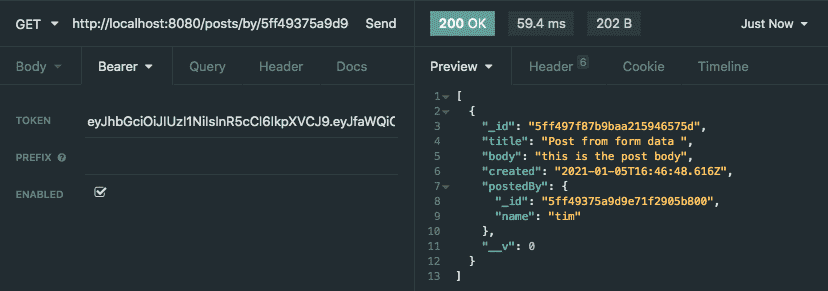 GET http://localhost:8080/posts/by/5ff49375a9d9 Send
200 OK 59.4 ms 202 B Just Now
Body Bearer Query Header Docs
Preview Header 6 Cookie Timeline
TOKEN eyJhbGciOiJIUzI1NiIsInR5cCI6IkpXVCJ9.eyJfaWQiO
PREFIX
ENABLED
1 [
2 {
3 "_id": "5ff497f87b9baa215946575d",
4 "title": "Post from form data ",
5 "body": "this is the post body",
6 "created": "2021-01-05T16:46:48.616Z",
7 "postedBy": {
8 "_id": "5ff49375a9d9e71f2905b800",
9 "name": "tim"
10 },
11 "__v": 0
12 }
13 ]